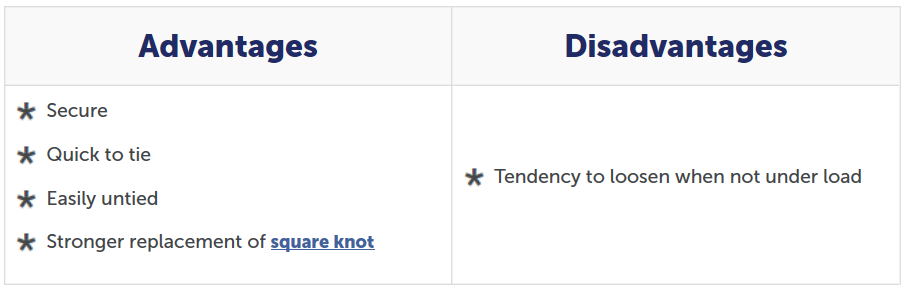 Advantages
Disadvantages
Secure
Quick to tie
Easily untied
Stronger replacement of square knot
Tendency to loosen when not under load